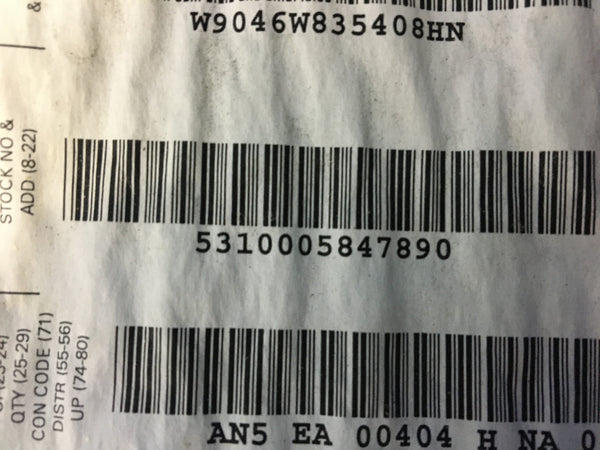 W9046W835408HN
&
STOCK NO &
ADD (8-22)
5310005847890
QTY (25-29)
CON CODE (71)
DISTR (55-56)
UP (74-80)
AN5 EA 00404 H NA 0